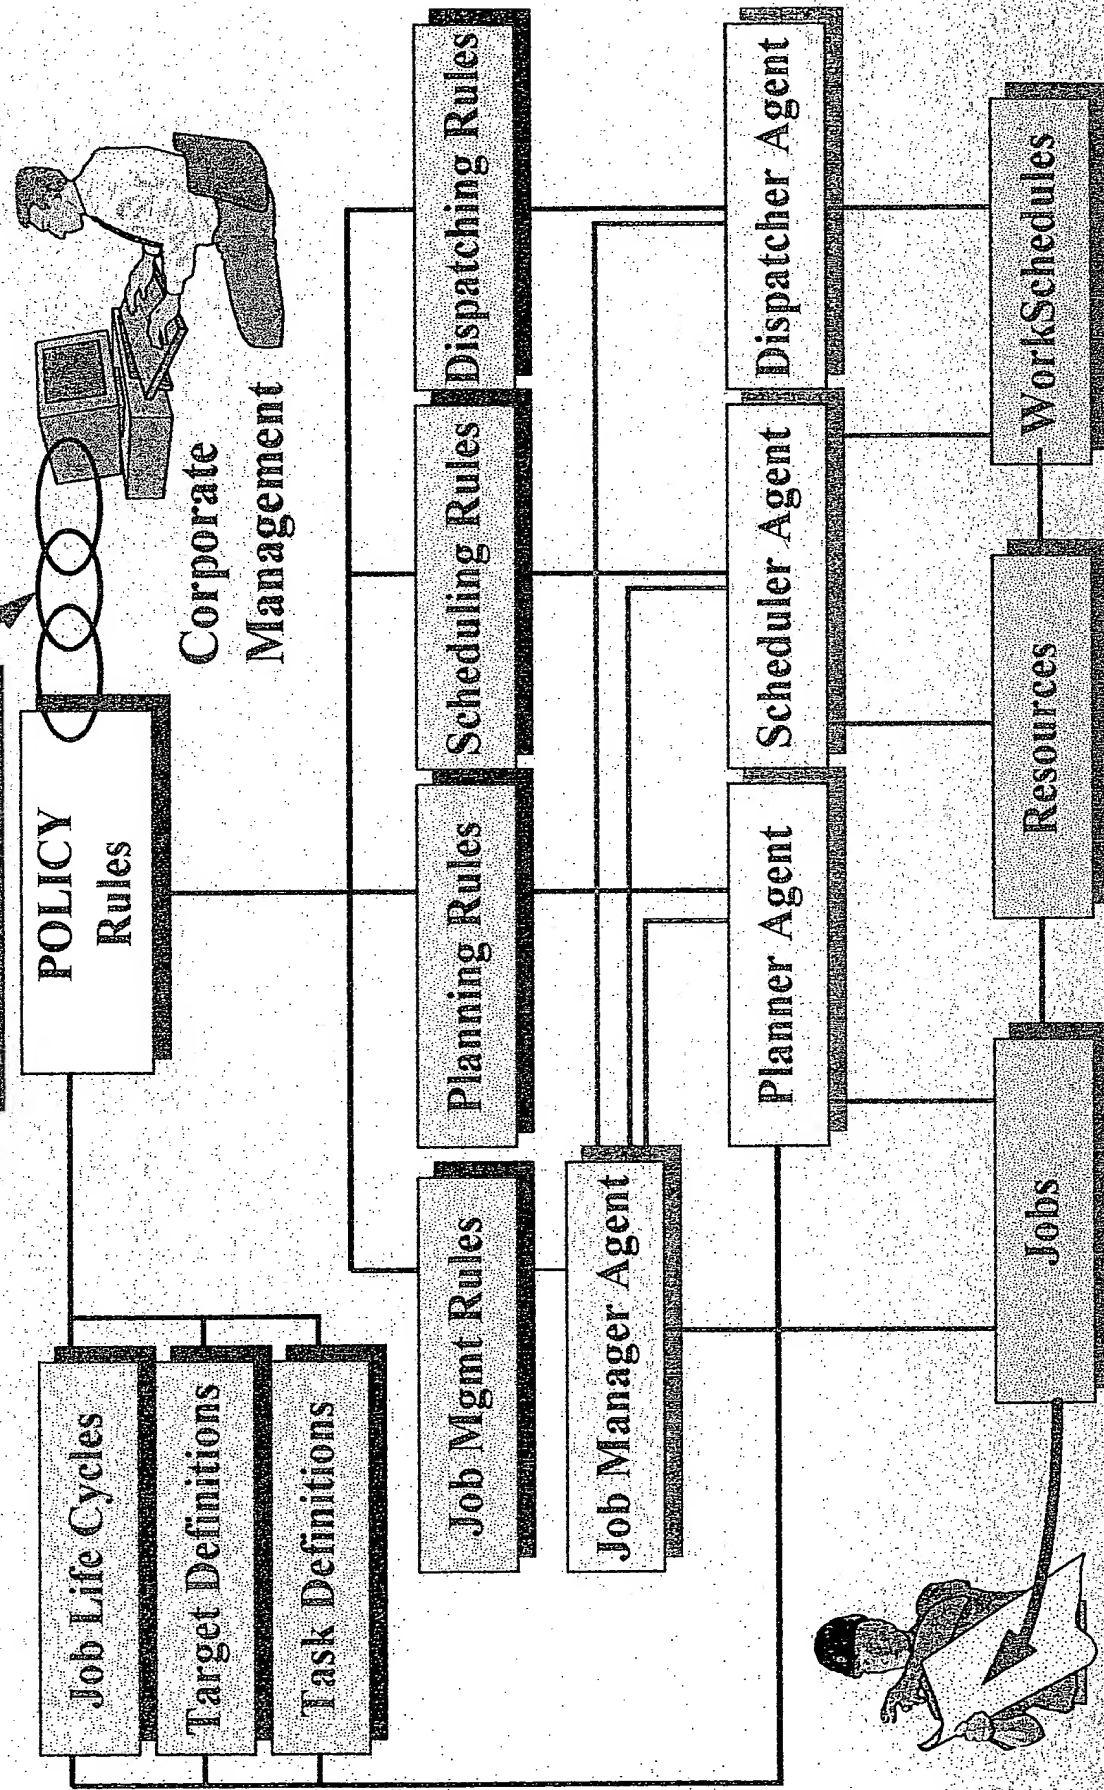 POLICY
Rules
Corporate
Management
Job Life Cycles
Target Definitions
Task Definitions
Job Mgmt Rules
Planning Rules
Scheduling Rules
Dispatching Rules
Job Manager Agent
Planner Agent
Scheduler Agent
Dispatcher Agent
Jobs
Resources
WorkSchedules